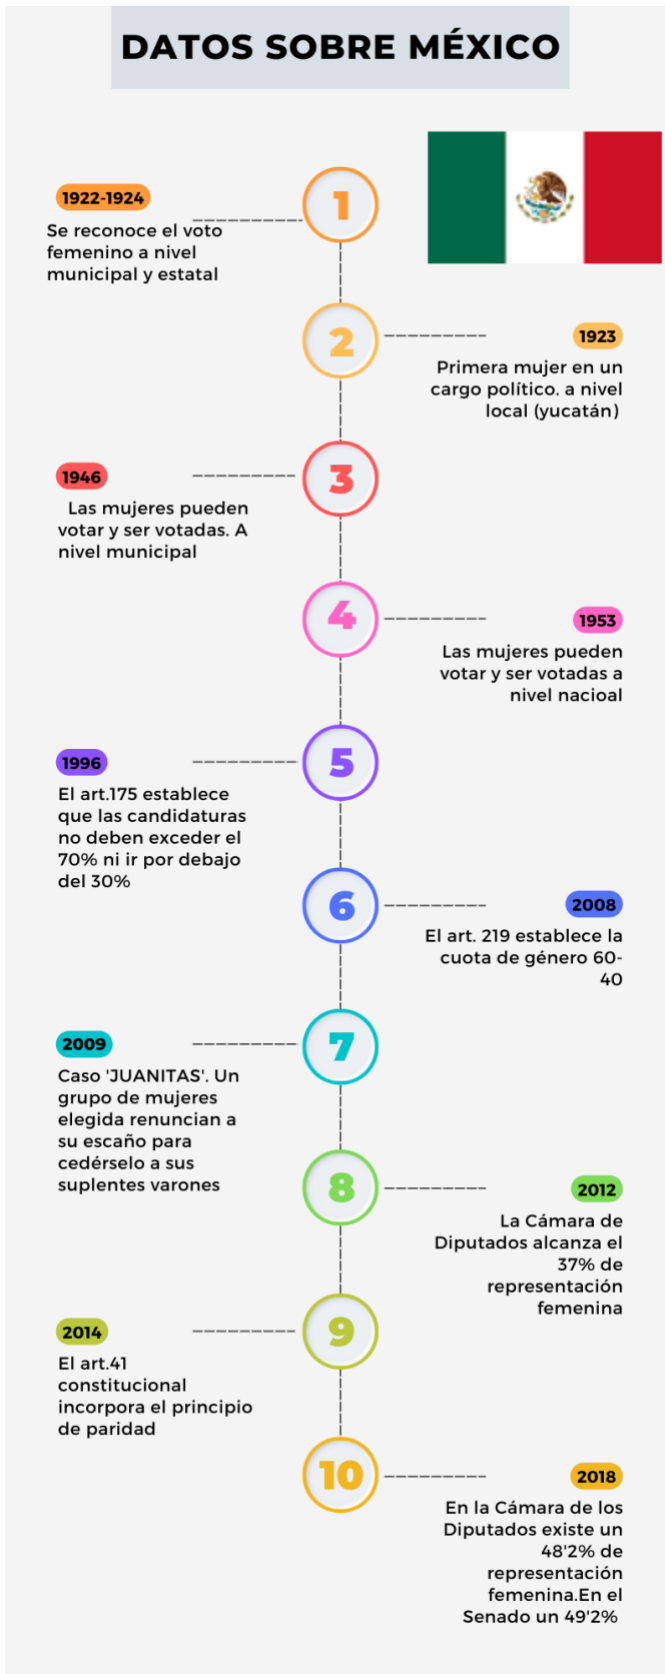 DATOS SOBRE MÉXICO
1
1922-1924
Se reconoce el voto
femenino a nivel
municipal y estatal
2
1923
Primera mujer en un
cargo político. a nivel
local (yucatán)
3
1946
Las mujeres pueden
votar y ser votadas. A
nivel municipal
4
1953
Las mujeres pueden
votar y ser votadas a
nivel nacioal
5
1996
El art.175 establece
que las candidaturas
no deben exceder el
70% ni ir por debajo
del 30%
6
2008
El art. 219 establece la
cuota de género 60-
40
7
2009
Caso 'JUANITAS'. Un
grupo de mujeres
elegida renuncian a
su escaño para
cedérselo a sus
suplentes varones
8
2012
La Cámara de
Diputados alcanza el
37% de
representación
femenina
9
2014
El art.41
constitucional
incorpora el principio
de paridad
10
2018
En la Cámara de los
Diputados existe un
48'2% de
representación
femenina.En el
Senado un 49'2%